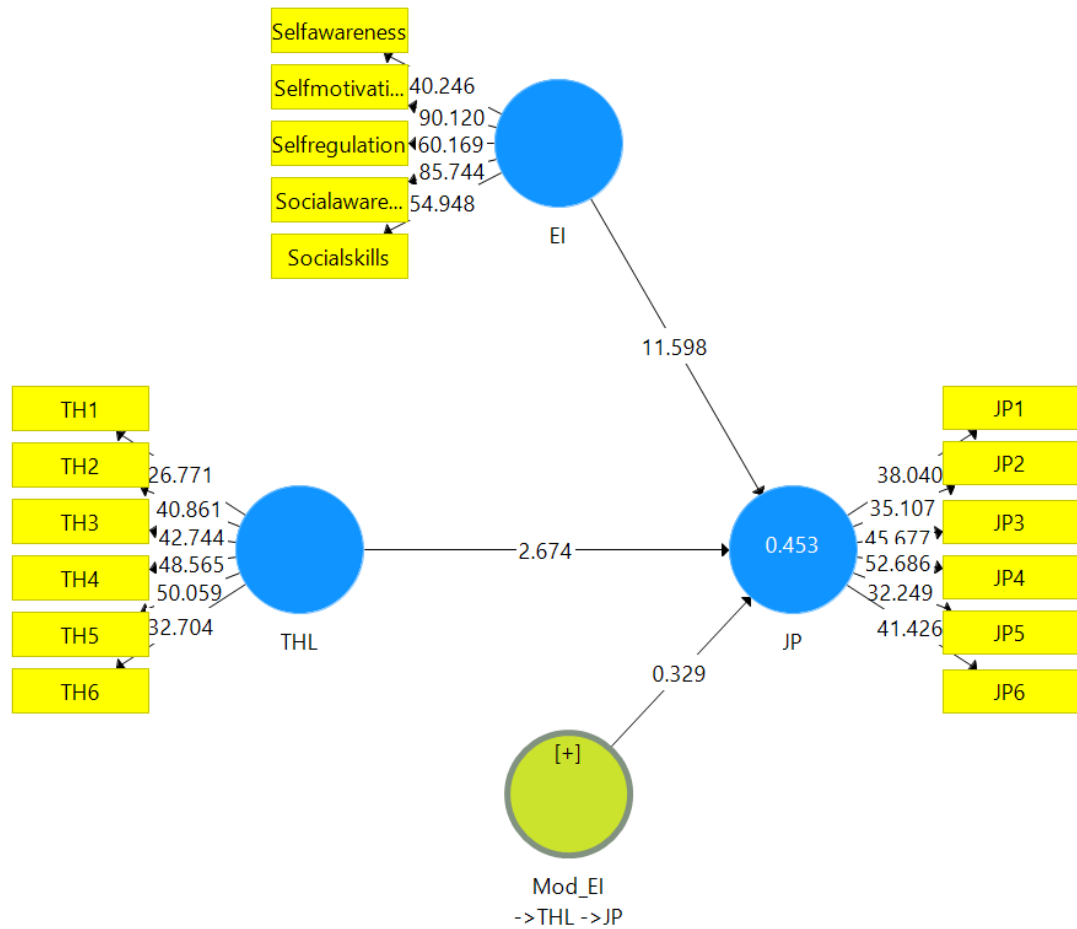 Selfawareness
Selfmotivati...
Selfregulation
Socialaware...
Socialskills
40.246
90.120
60.169
85.744
54.948
EI
11.598
TH1
TH2
TH3
TH4
TH5
TH6
26.771
40.861
42.744
48.565
50.059
32.704
THL
2.674
0.453
JP
38.040
35.107
45.677
52.686
32.249
41.426
JP1
JP2
JP3
JP4
JP5
JP6
0.329
[+]
Mod_EI
->THL ->JP